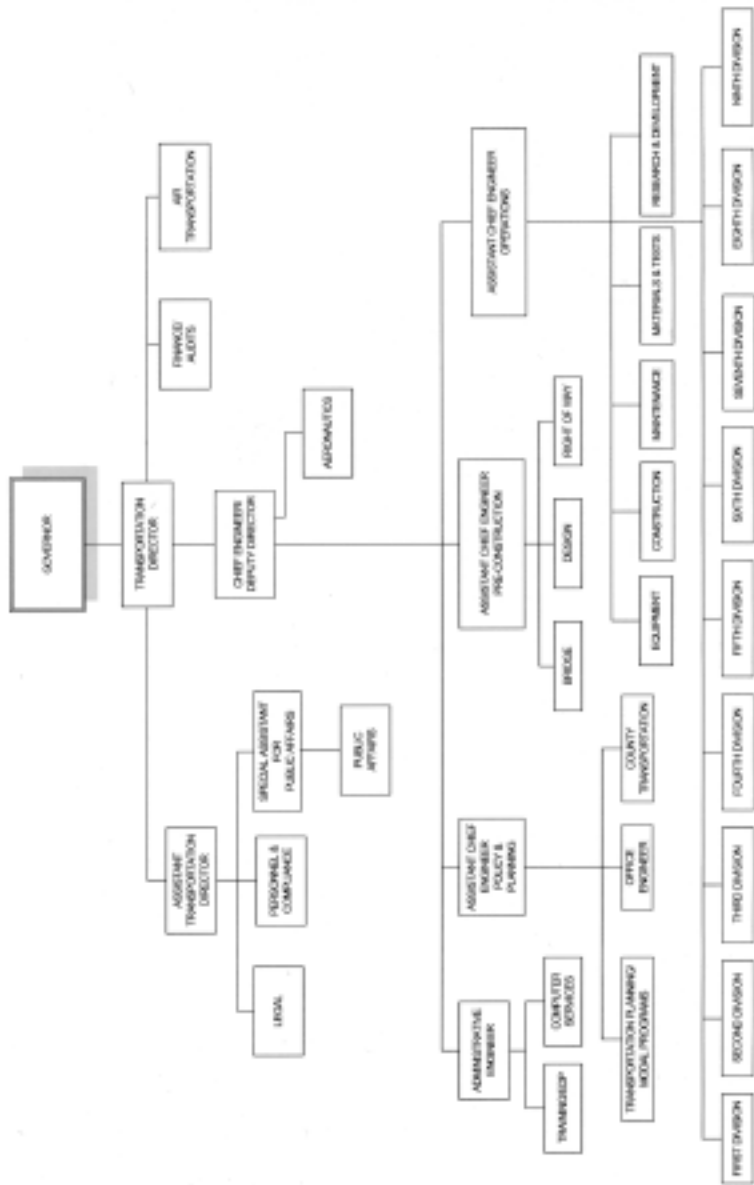 GOVERNOR
TRANSPORTATION
DIRECTOR
FINANCE/
AUDITS
AIR
TRANSPORTATION
ASSISTANT
TRANSPORTATION
DIRECTOR
CHIEF ENGINEER/
DEPUTY DIRECTOR
AERONAUTICS
LEGAL
PERSONNEL &
COMPLIANCE
SPECIAL ASSISTANT
FOR
PUBLIC AFFAIRS
PUBLIC
AFFAIRS
ADMINISTRATIVE
ENGINEER
ASSISTANT CHIEF
ENGINEER
POLICY &
PLANNING
ASSISTANT CHIEF ENGINEER
PRE-CONSTRUCTION
ASSISTANT CHIEF ENGINEER
OPERATIONS
TRAINING/EDP
COMPUTER
SERVICES
BRIDGE
DESIGN
RIGHT OF WAY
TRANSPORTATION PLANNING/
MODAL PROGRAMS
OFFICE
ENGINEER
COUNTY
TRANSPORTATION
EQUIPMENT
CONSTRUCTION
MAINTENANCE
MATERIALS & TESTS
RESEARCH & DEVELOPMENT
FIRST DIVISION
SECOND DIVISION
THIRD DIVISION
FOURTH DIVISION
FIFTH DIVISION
SIXTH DIVISION
SEVENTH DIVISION
EIGHTH DIVISION
NINTH DIVISION